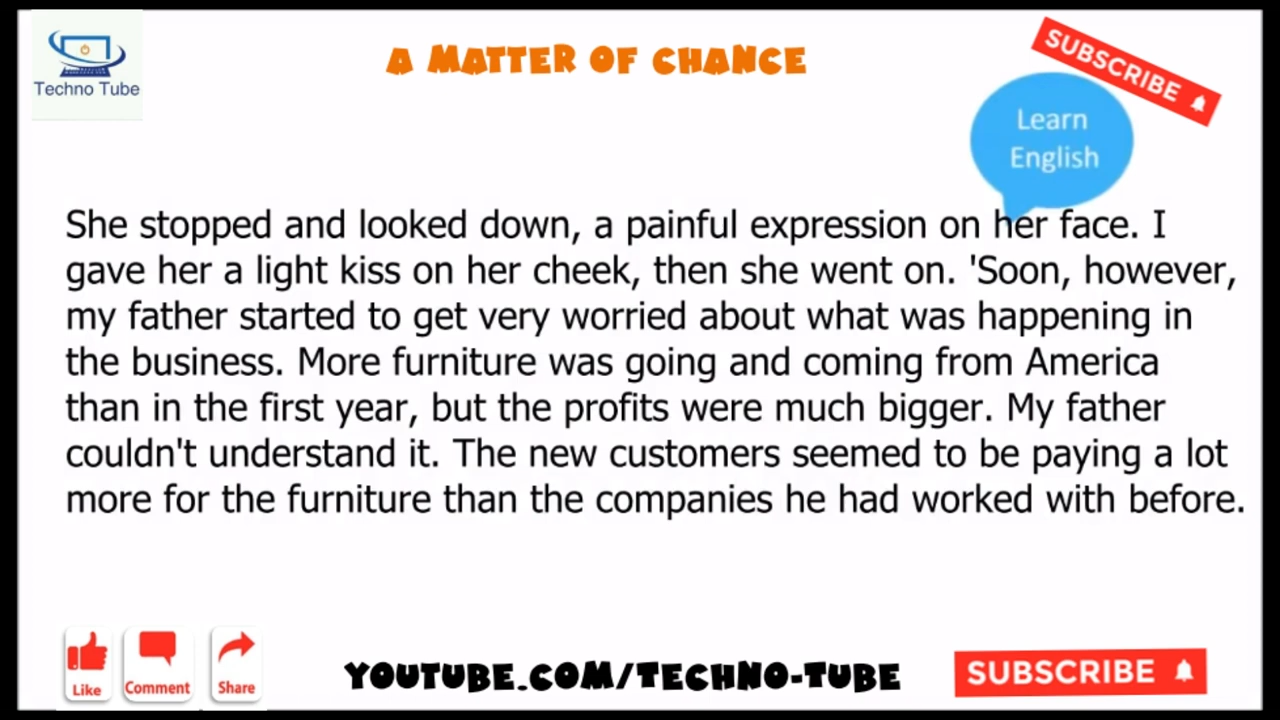 A MATTER OF CHANCE
SUBSCRIBE
Techno Tube
Learn
English
She stopped and looked down, a painful expression on her face. I
gave her a light kiss on her cheek, then she went on. 'Soon, however,
my father started to get very worried about what was happening in
the business. More furniture was going and coming from America
than in the first year, but the profits were much bigger. My father
couldn't understand it. The new customers seemed to be paying a lot
more for the furniture than the companies he had worked with before.
Like
Comment
Share
YOUTUBE.COM/TECHNO-TUBE
SUBSCRIBE